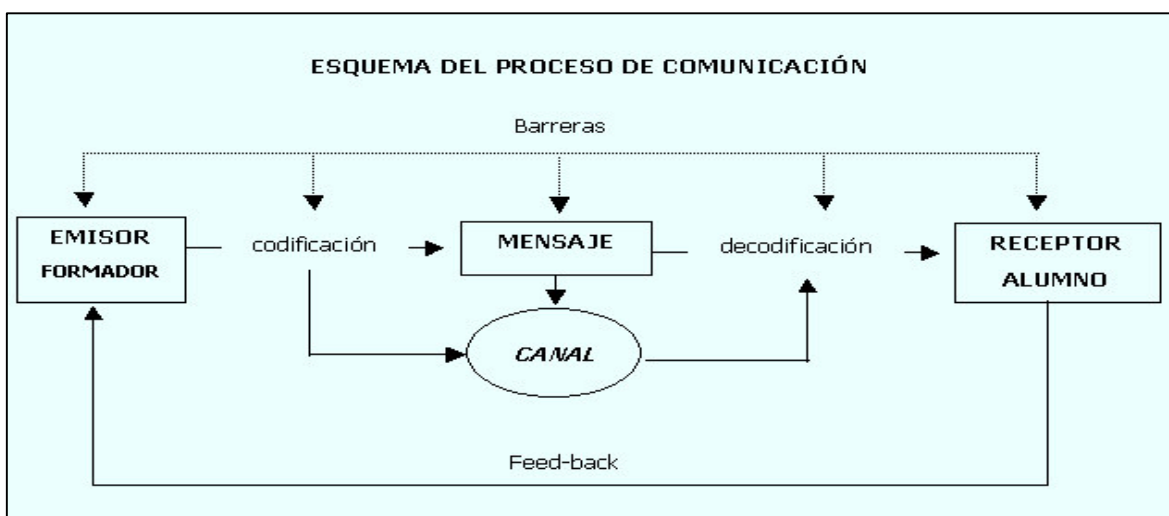 ESQUEMA DEL PROCESO DE COMUNICACIÓN
Barreras
EMISOR
FORMADOR
codificación
MENSAJE
decodificación
RECEPTOR
ALUMNO
CANAL
Feed-back